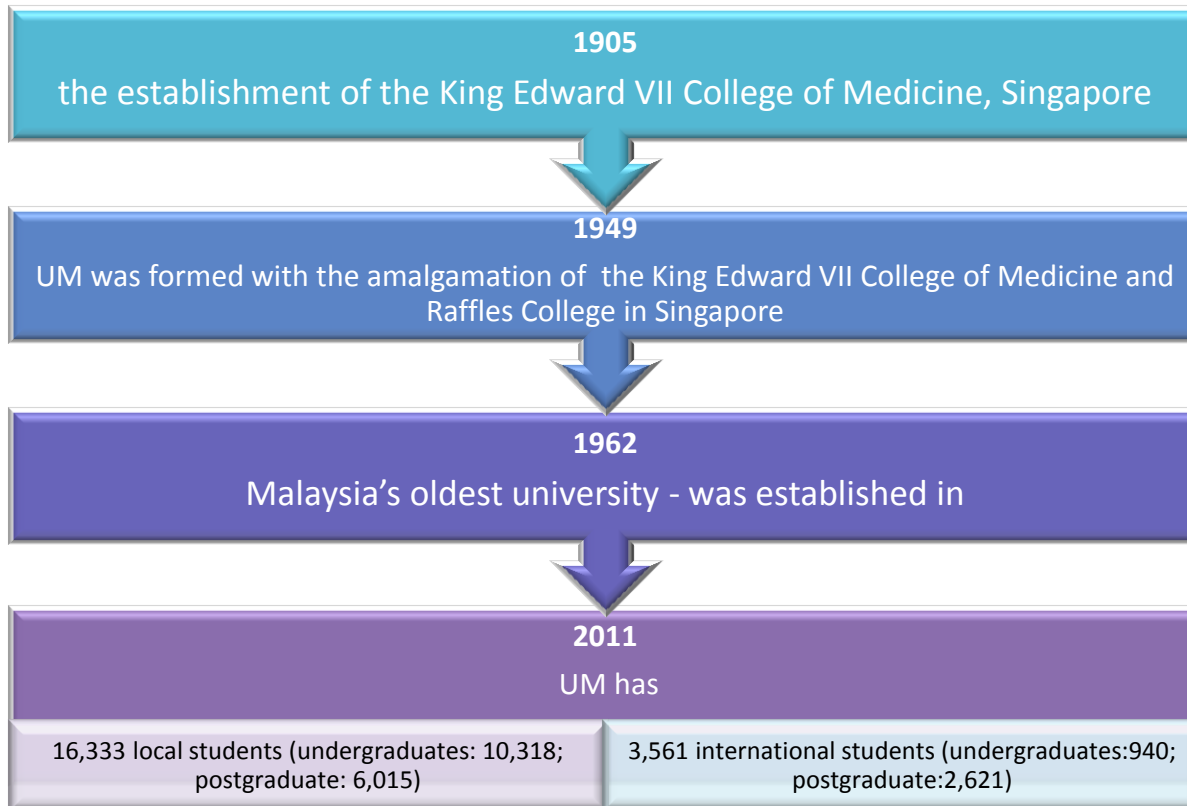 1905
the establishment of the King Edward VII College of Medicine, Singapore
1949
UM was formed with the amalgamation of  the King Edward VII College of Medicine and
Raffles College in Singapore
1962
Malaysia’s oldest university - was established in
2011
UM has
16,333 local students (undergraduates: 10,318;
postgraduate: 6,015)
3,561 international students (undergraduates:940;
postgraduate:2,621)